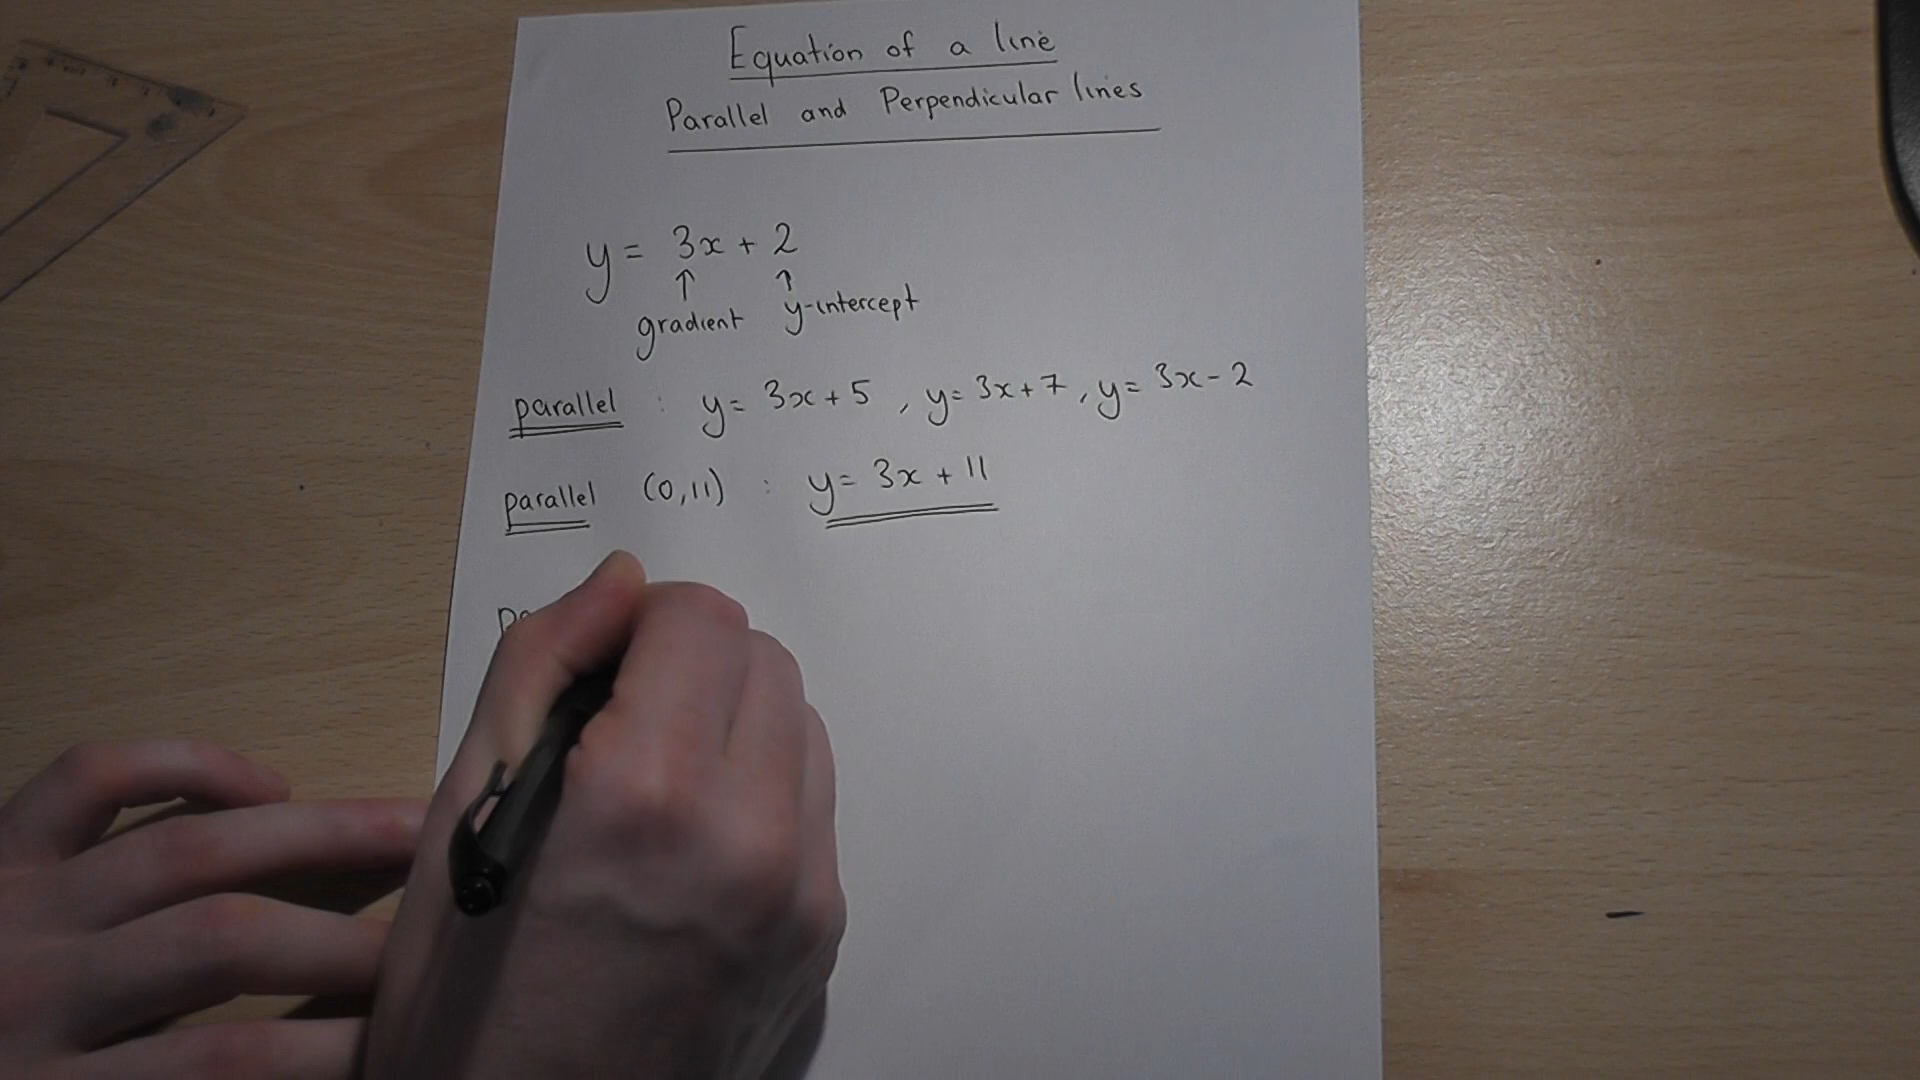 Equation of a line
Parallel and Perpendicular lines
y = 3x + 2
↑ ↑
gradient y-intercept
parallel : y = 3x + 5 , y = 3x + 7 , y = 3x - 2
parallel (0,11) : y = 3x + 11